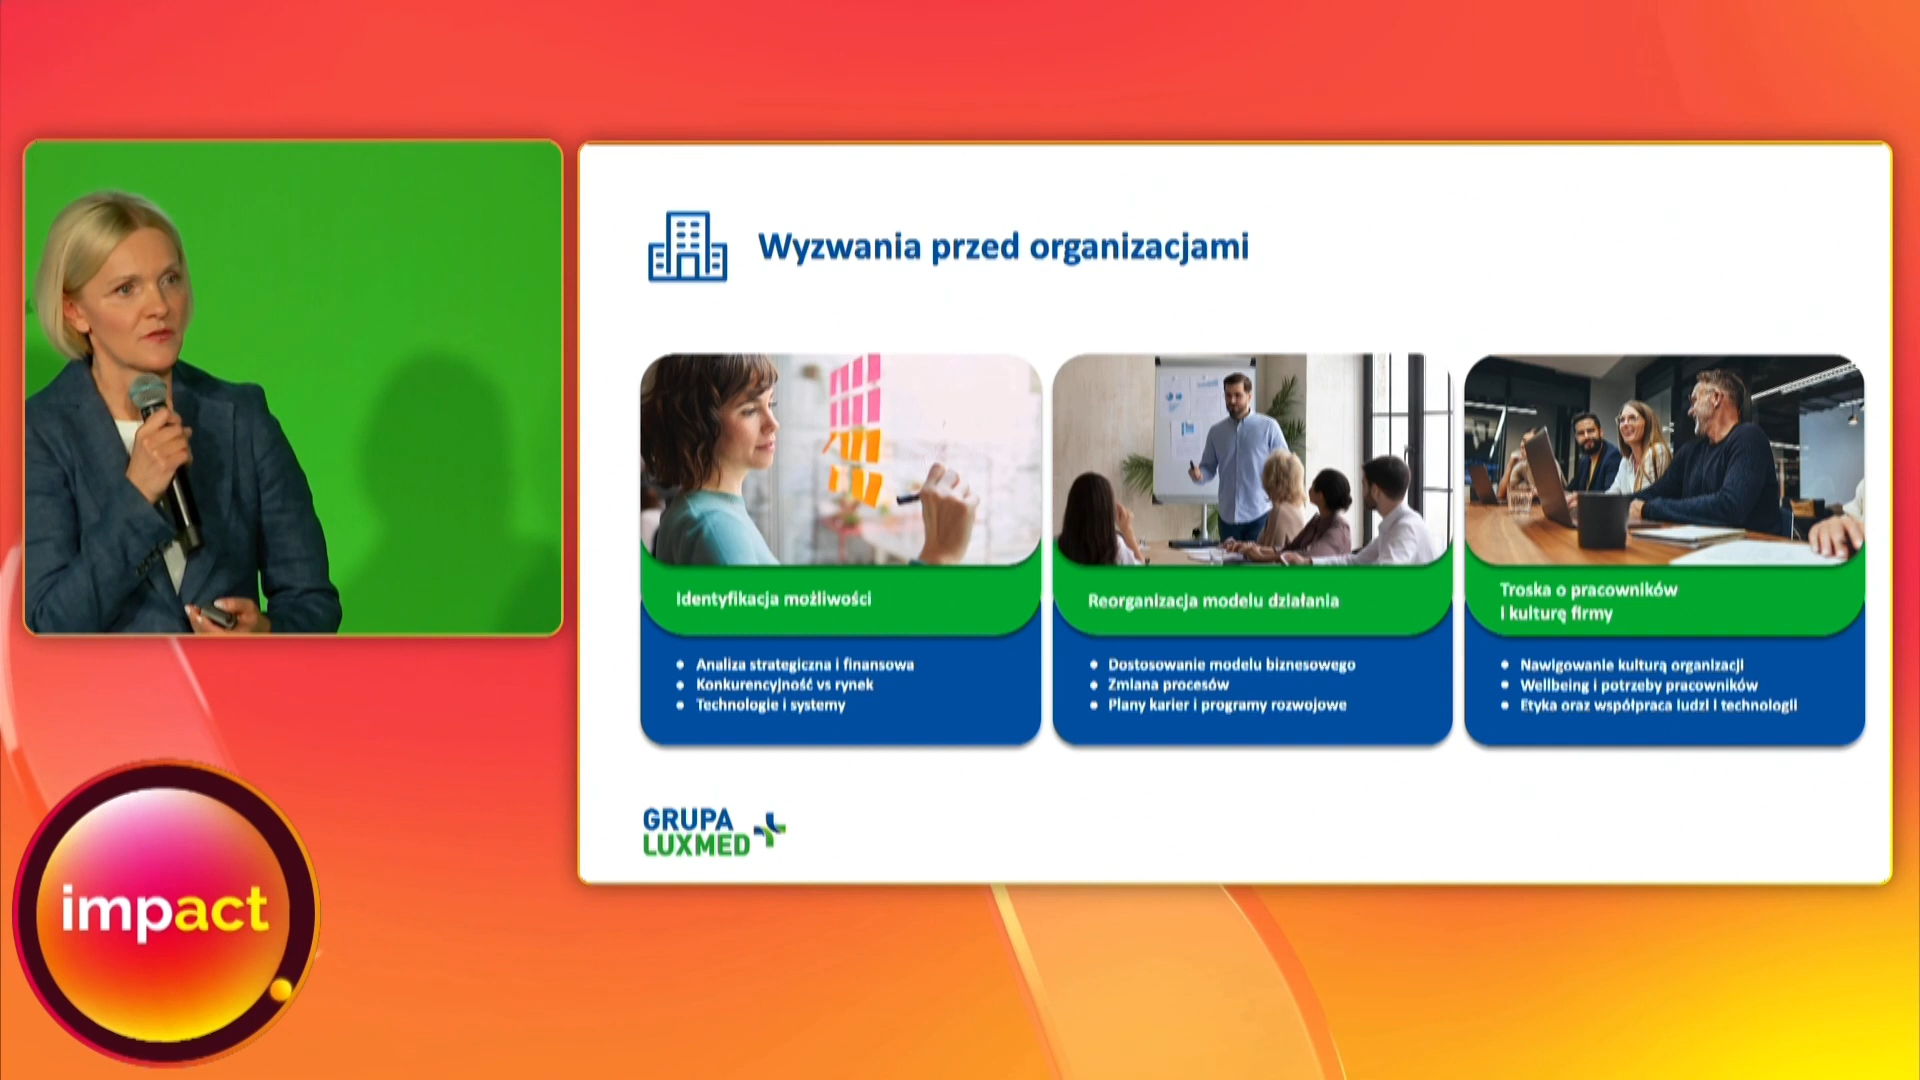 Wyzwania przed organizacjami
Identyfikacja możliwości
• Analiza strategiczna i finansowa
• Konkurencyjność vs rynek
• Technologie i systemy
Reorganizacja modelu działania
• Dostosowanie modelu biznesowego
• Zmiana procesów
• Plany karier i programy rozwojowe
Troska o pracowników
i kulturę firmy
• Nawigowanie kulturą organizacji
• Wellbeing i potrzeby pracowników
• Etyka oraz współpraca ludzi i technologii
GRUPA
LUXMED
impact